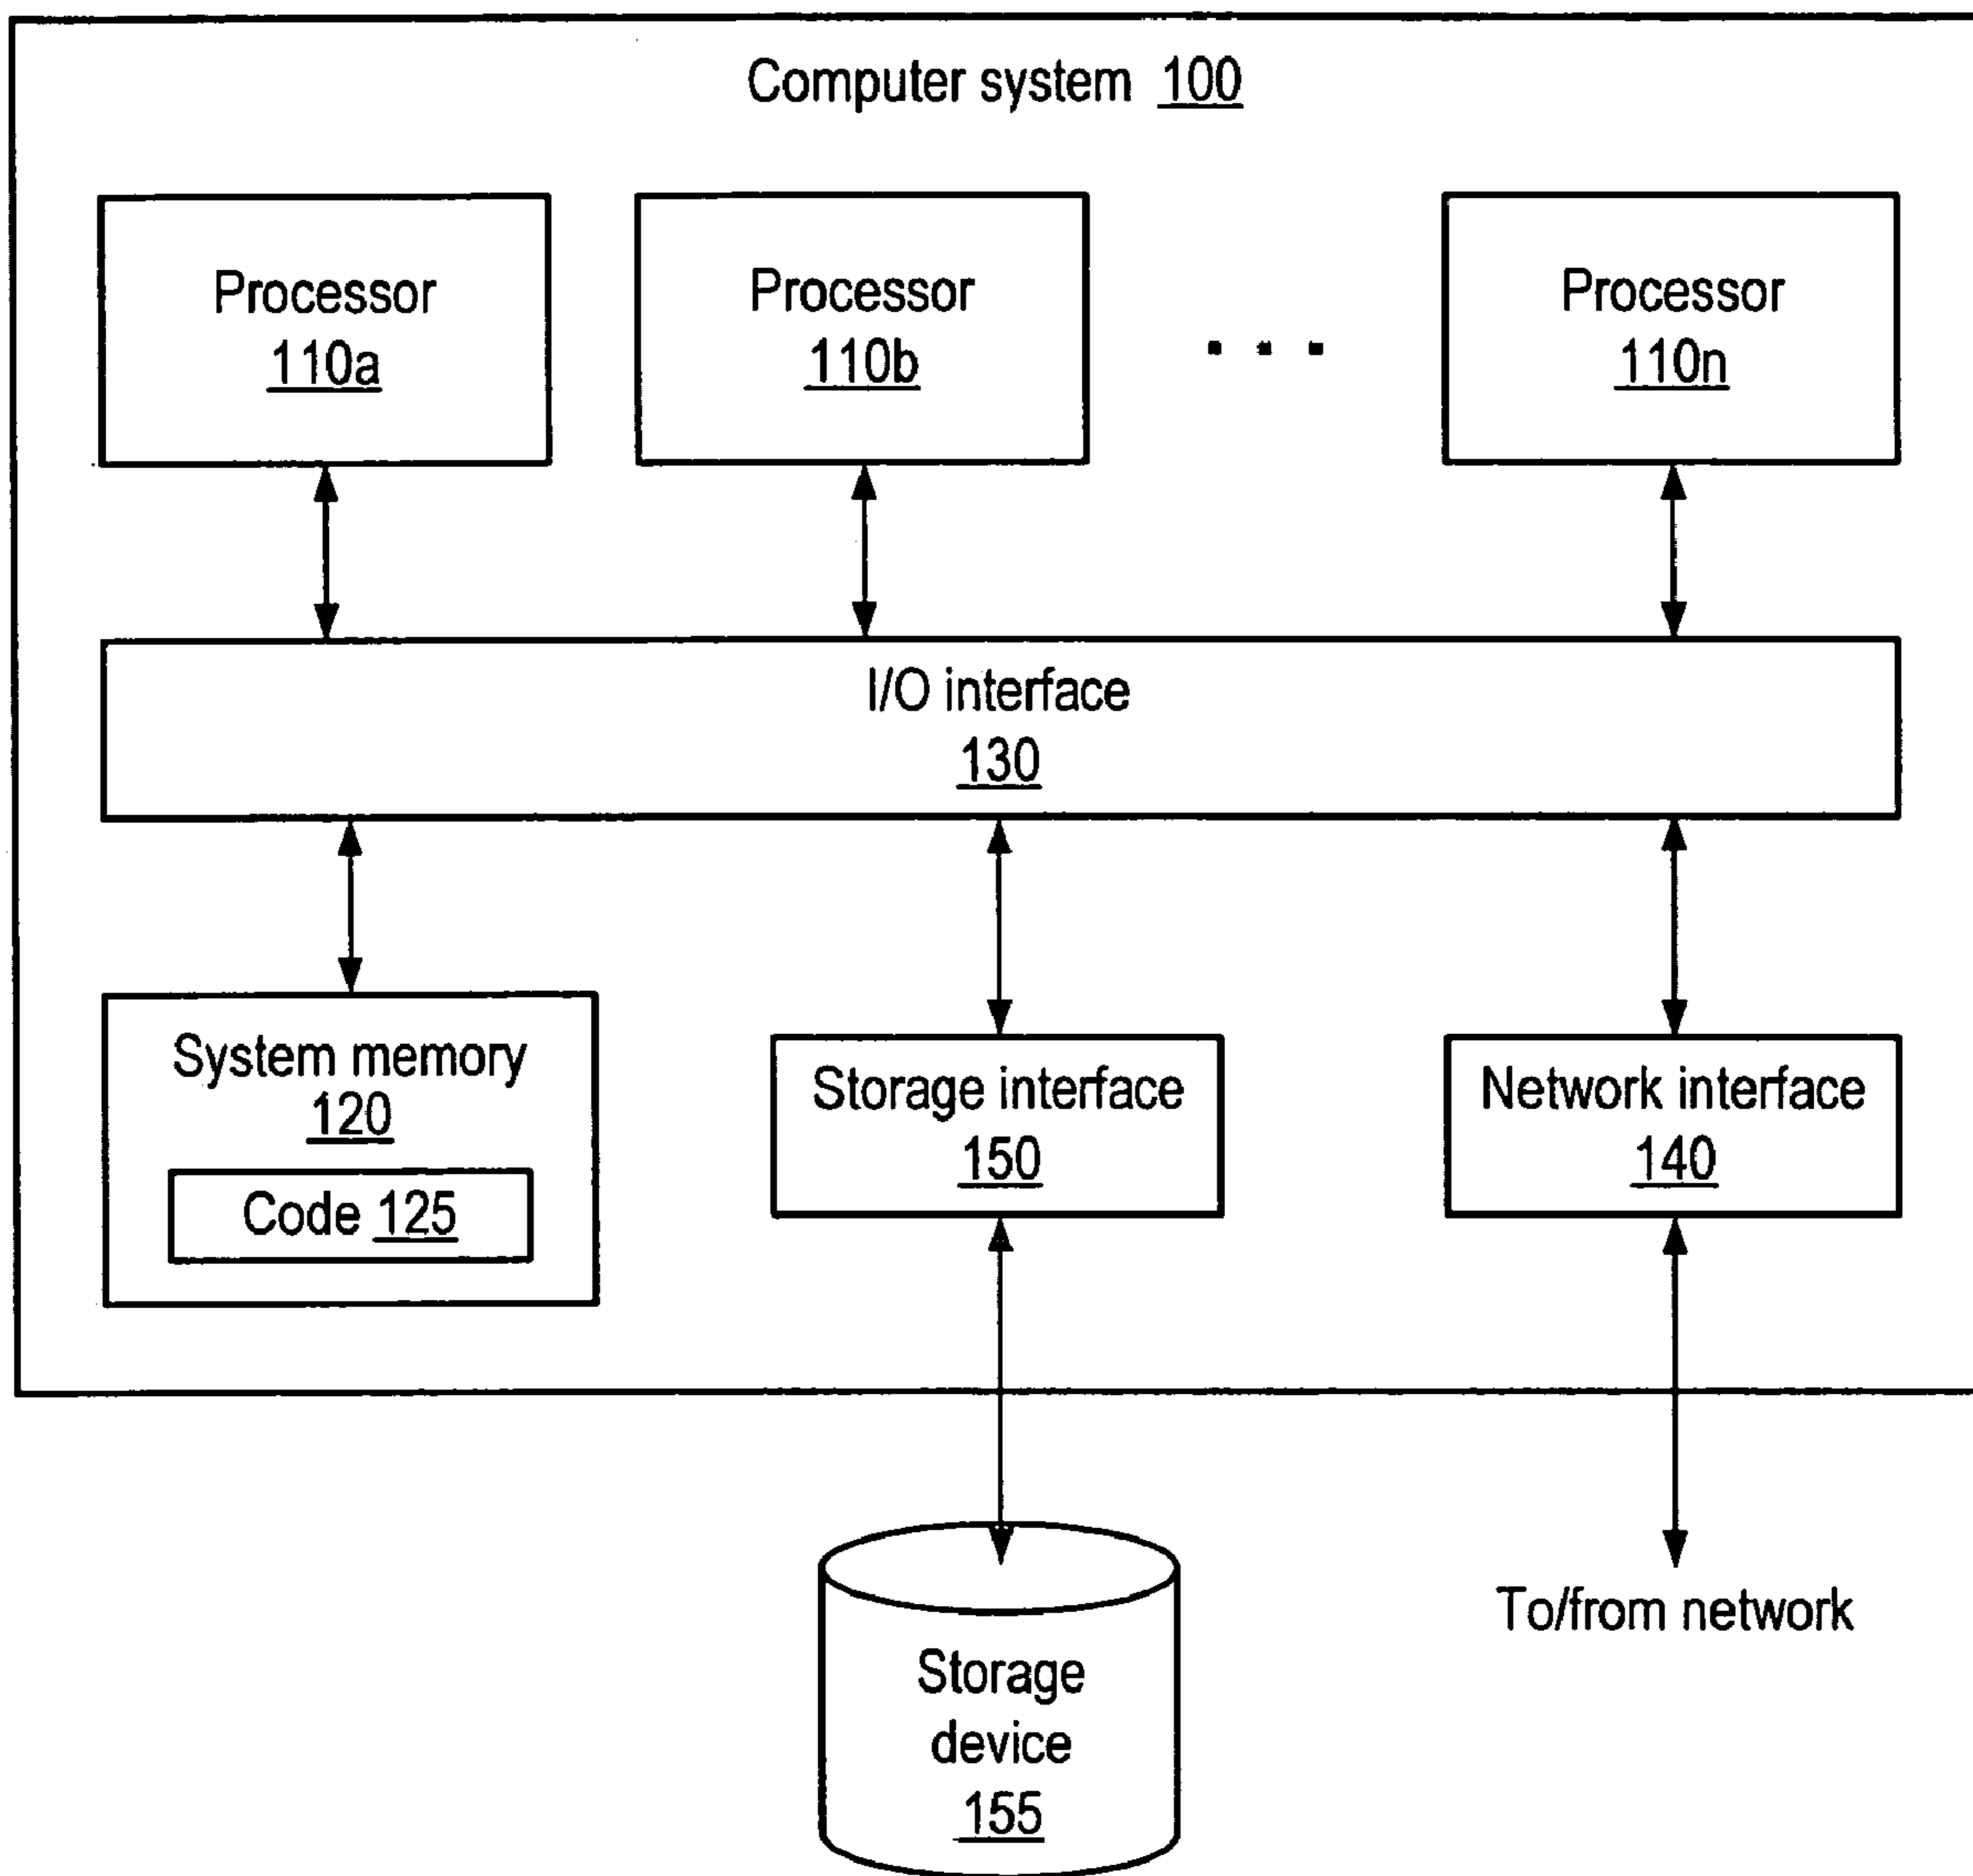 Computer system 100
Processor
110a
Processor
110b
. . .
Processor
110n
I/O interface
130
System memory
120
Code 125
Storage interface
150
Network interface
140
Storage
device
155
To/from network